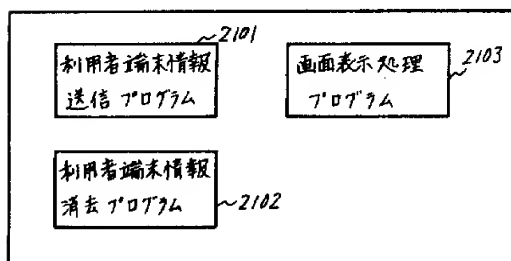 2101
利用者端末情報
送信プログラム
画面表示処理
プログラム
2103
利用者端末情報
消去プログラム
2102